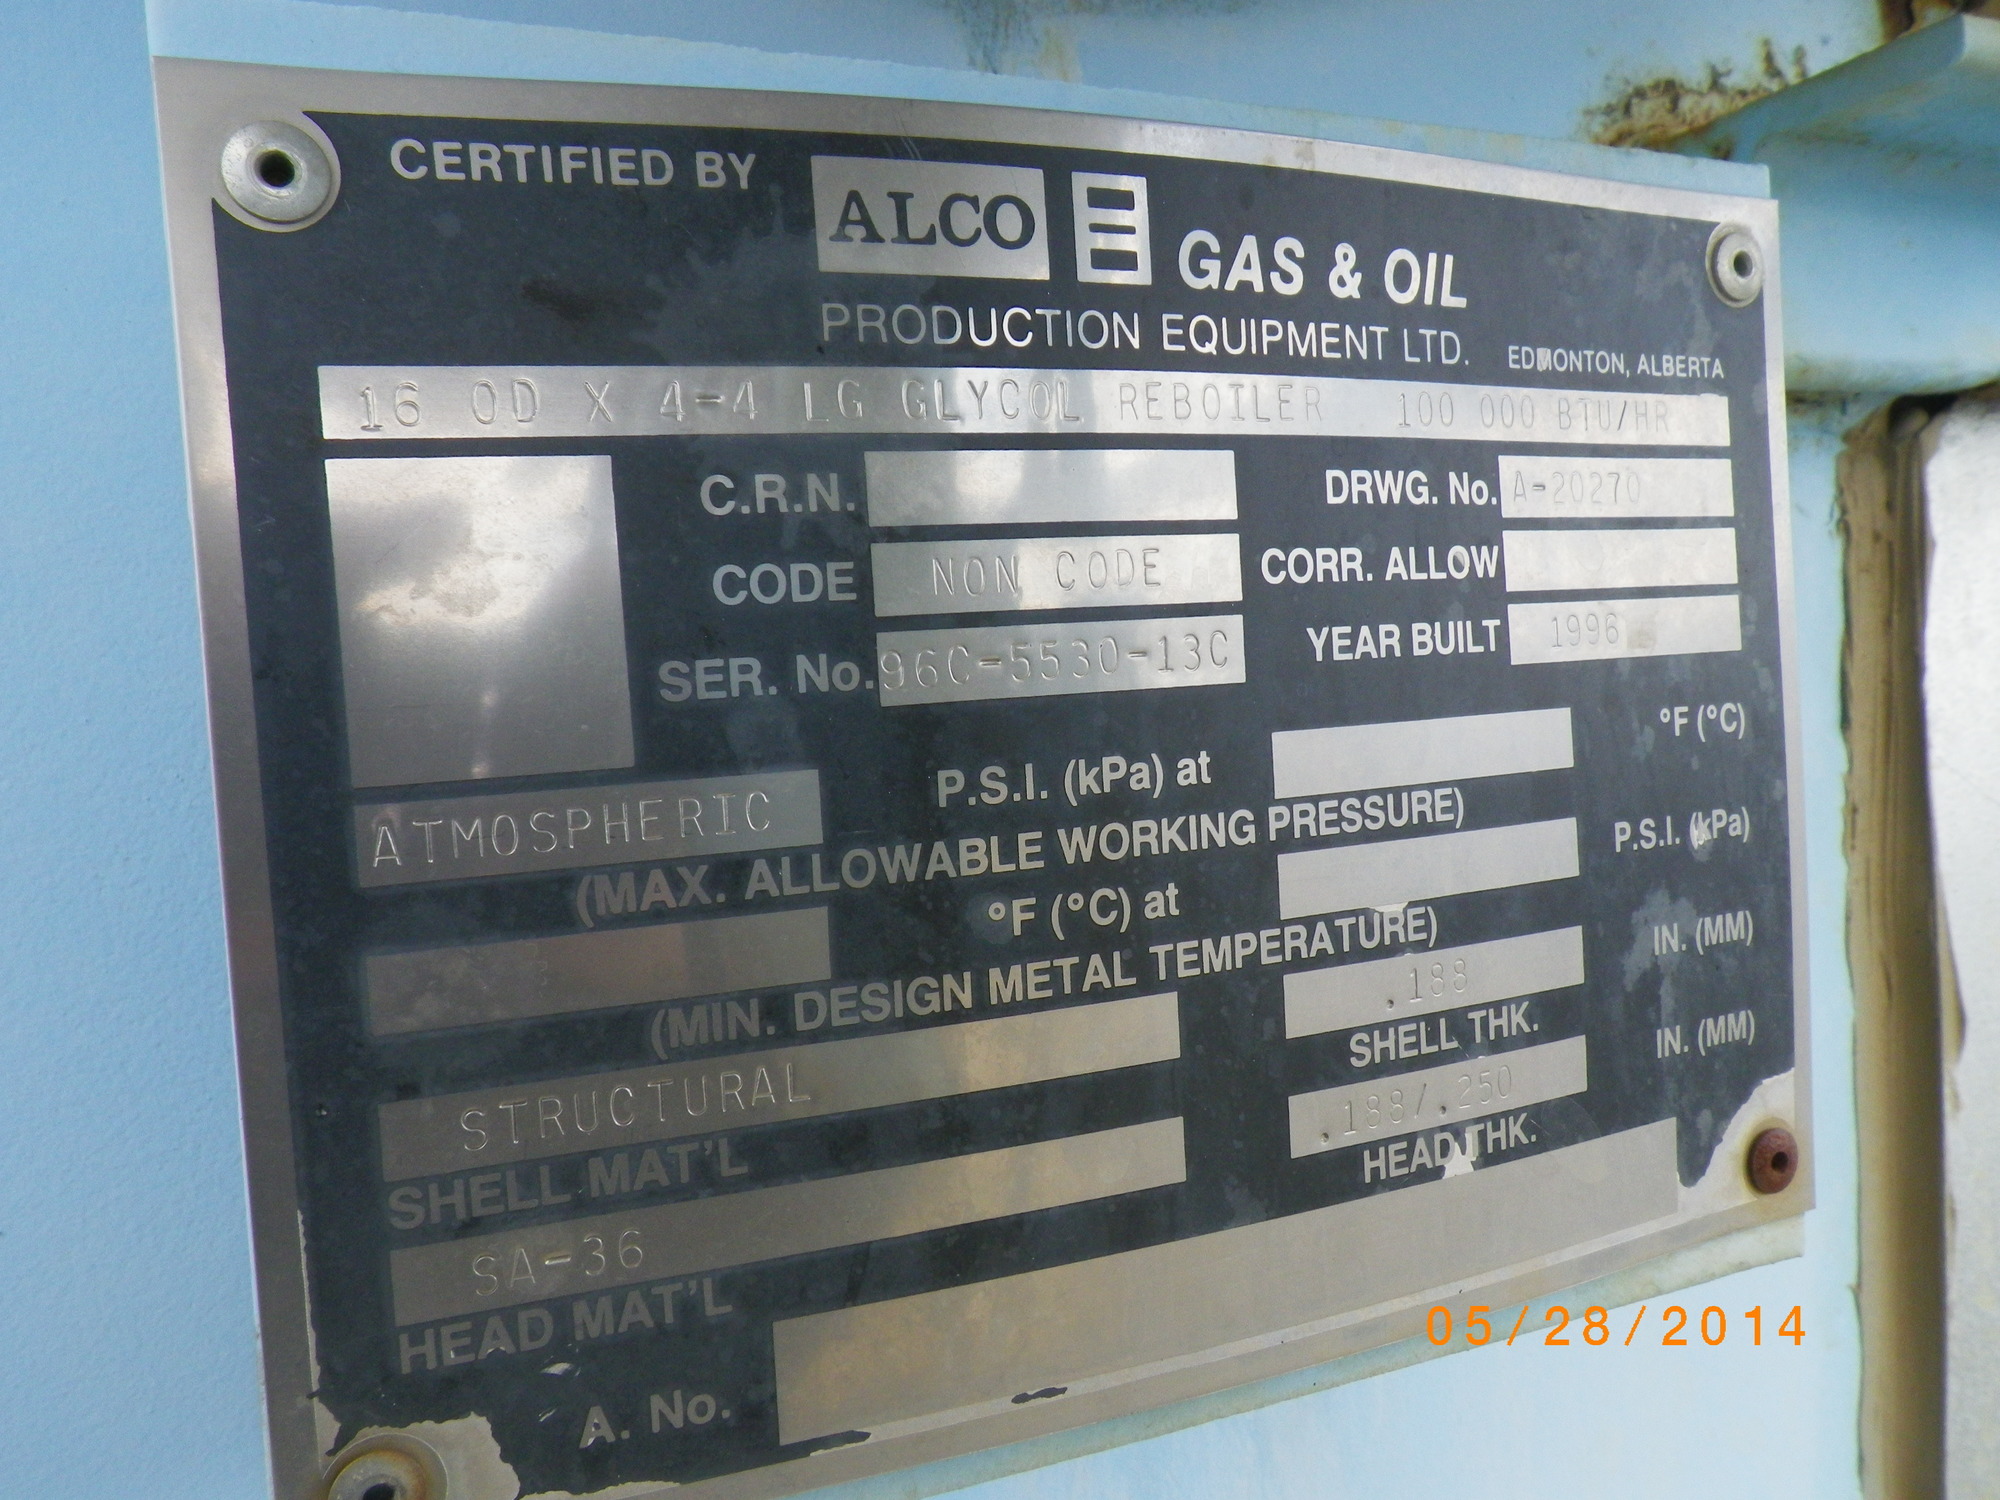 CERTIFIED BY ALCO GAS & OIL
PRODUCTION EQUIPMENT LTD. EDMONTON, ALBERTA
16 OD X 4-4 LG GLYCOL REBOILER 100 000 BTU/HR
C.R.N. DRWG. No. A-20270
CODE NON CODE CORR. ALLOW
SER. No. 96C-5530-13C YEAR BUILT 1996
ATMOSPHERIC P.S.I. (kPa) at °F (°C)
(MAX. ALLOWABLE WORKING PRESSURE)
°F (°C) at P.S.I. (kPa)
(MIN. DESIGN METAL TEMPERATURE)
STRUCTURAL .188 IN. (MM)
SHELL MAT'L SHELL THK.
SA-36 .188/.250 IN. (MM)
HEAD MAT'L HEAD THK.
A. No.
05/28/2014